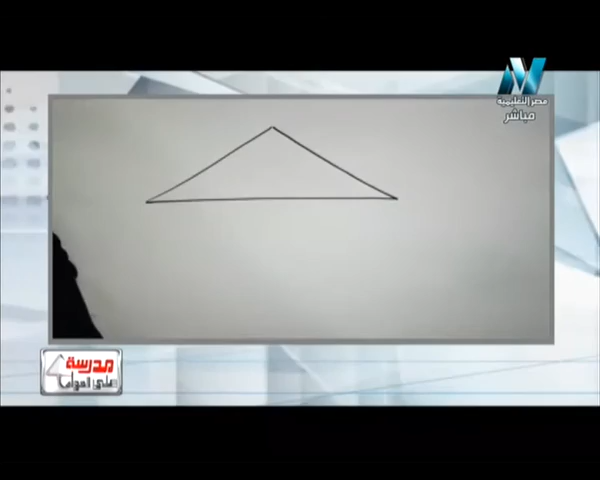 مصر التعليمية
مباشر
مدرسة
على الهواء